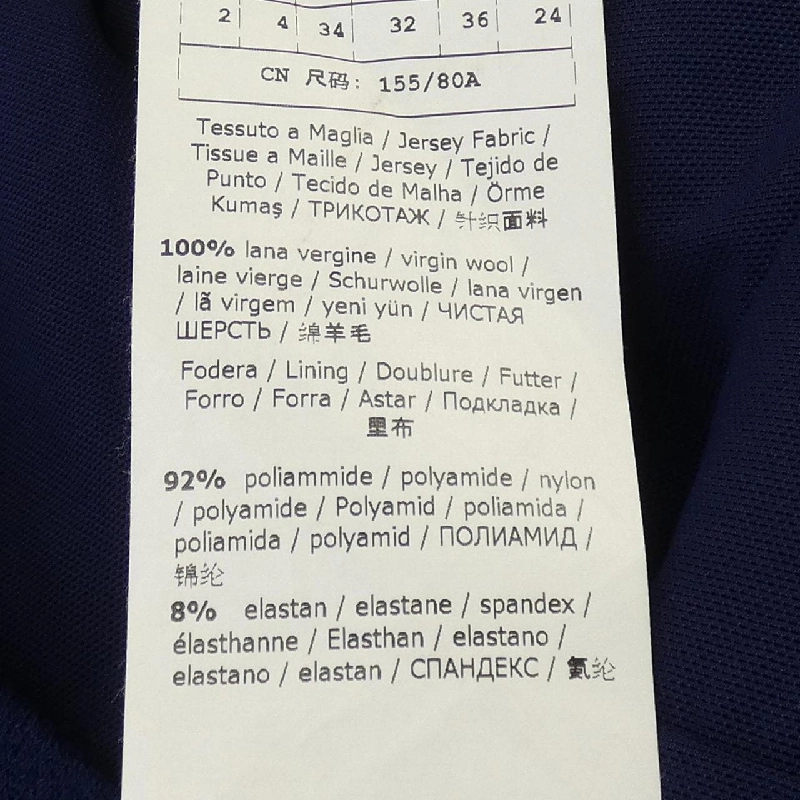 2 4 34 32 36 24
CN 尺码: 155/80A
Tessuto a Maglia / Jersey Fabric /
Tissue a Maille / Jersey / Tejido de
Punto / Tecido de Malha / Örme
Kumaş / ТРИКОТАЖ / 针织面料
100% lana vergine / virgin wool /
laine vierge / Schurwolle / lana virgen
/ lã virgem / yeni yün / ЧИСТАЯ
ШЕРСТЬ / 绵羊毛
Fodera / Lining / Doublure / Futter /
Forro / Forra / Astar / Подкладка /
里布
92% poliammide / polyamide / nylon
/ polyamide / Polyamid / poliamida /
poliamida / polyamid / ПОЛИАМИД /
锦纶
8% elastan / elastane / spandex /
élasthanne / Elasthan / elastano /
elastano / elastan / СПАНДЕКС / 氨纶